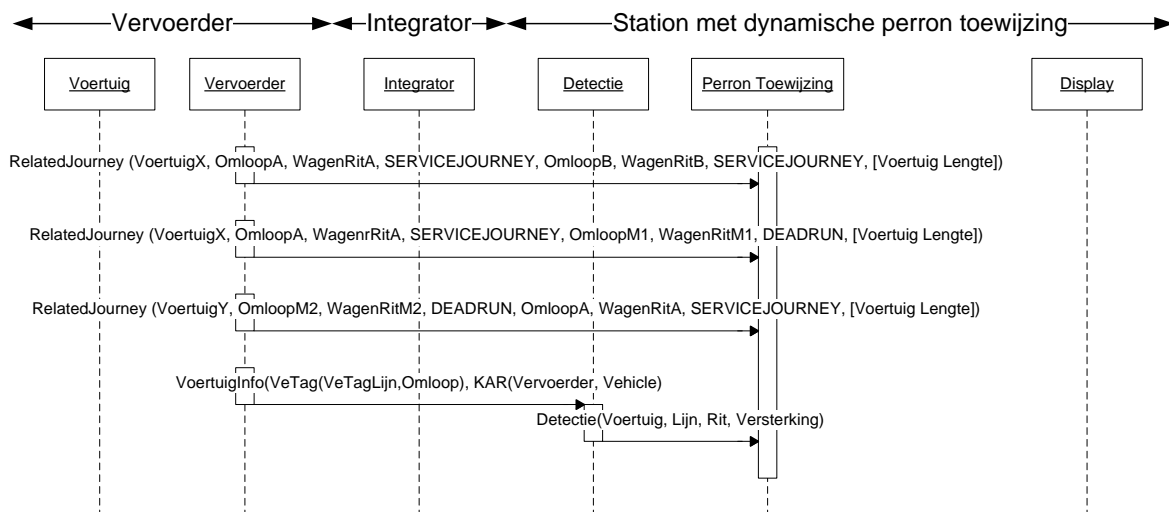 Vervoerder Integrator Station met dynamische perron toewijzing
Voertuig Vervoerder Integrator Detectie Perron Toewijzing Display
RelatedJourney (VoertuigX, OmloopA, WagenRitA, SERVICEJOURNEY, OmloopB, WagenRitB, SERVICEJOURNEY, [Voertuig Lengte])
RelatedJourney (VoertuigX, OmloopA, WagenrRitA, SERVICEJOURNEY, OmloopM1, WagenRitM1, DEADRUN, [Voertuig Lengte])
RelatedJourney (VoertuigY, OmloopM2, WagenRitM2, DEADRUN, OmloopA, WagenRitA, SERVICEJOURNEY, [Voertuig Lengte])
VoertuigInfo(VeTag(VeTagLijn,Omloop), KAR(Vervoerder, Vehicle)
Detectie(Voertuig, Lijn, Rit, Versterking)